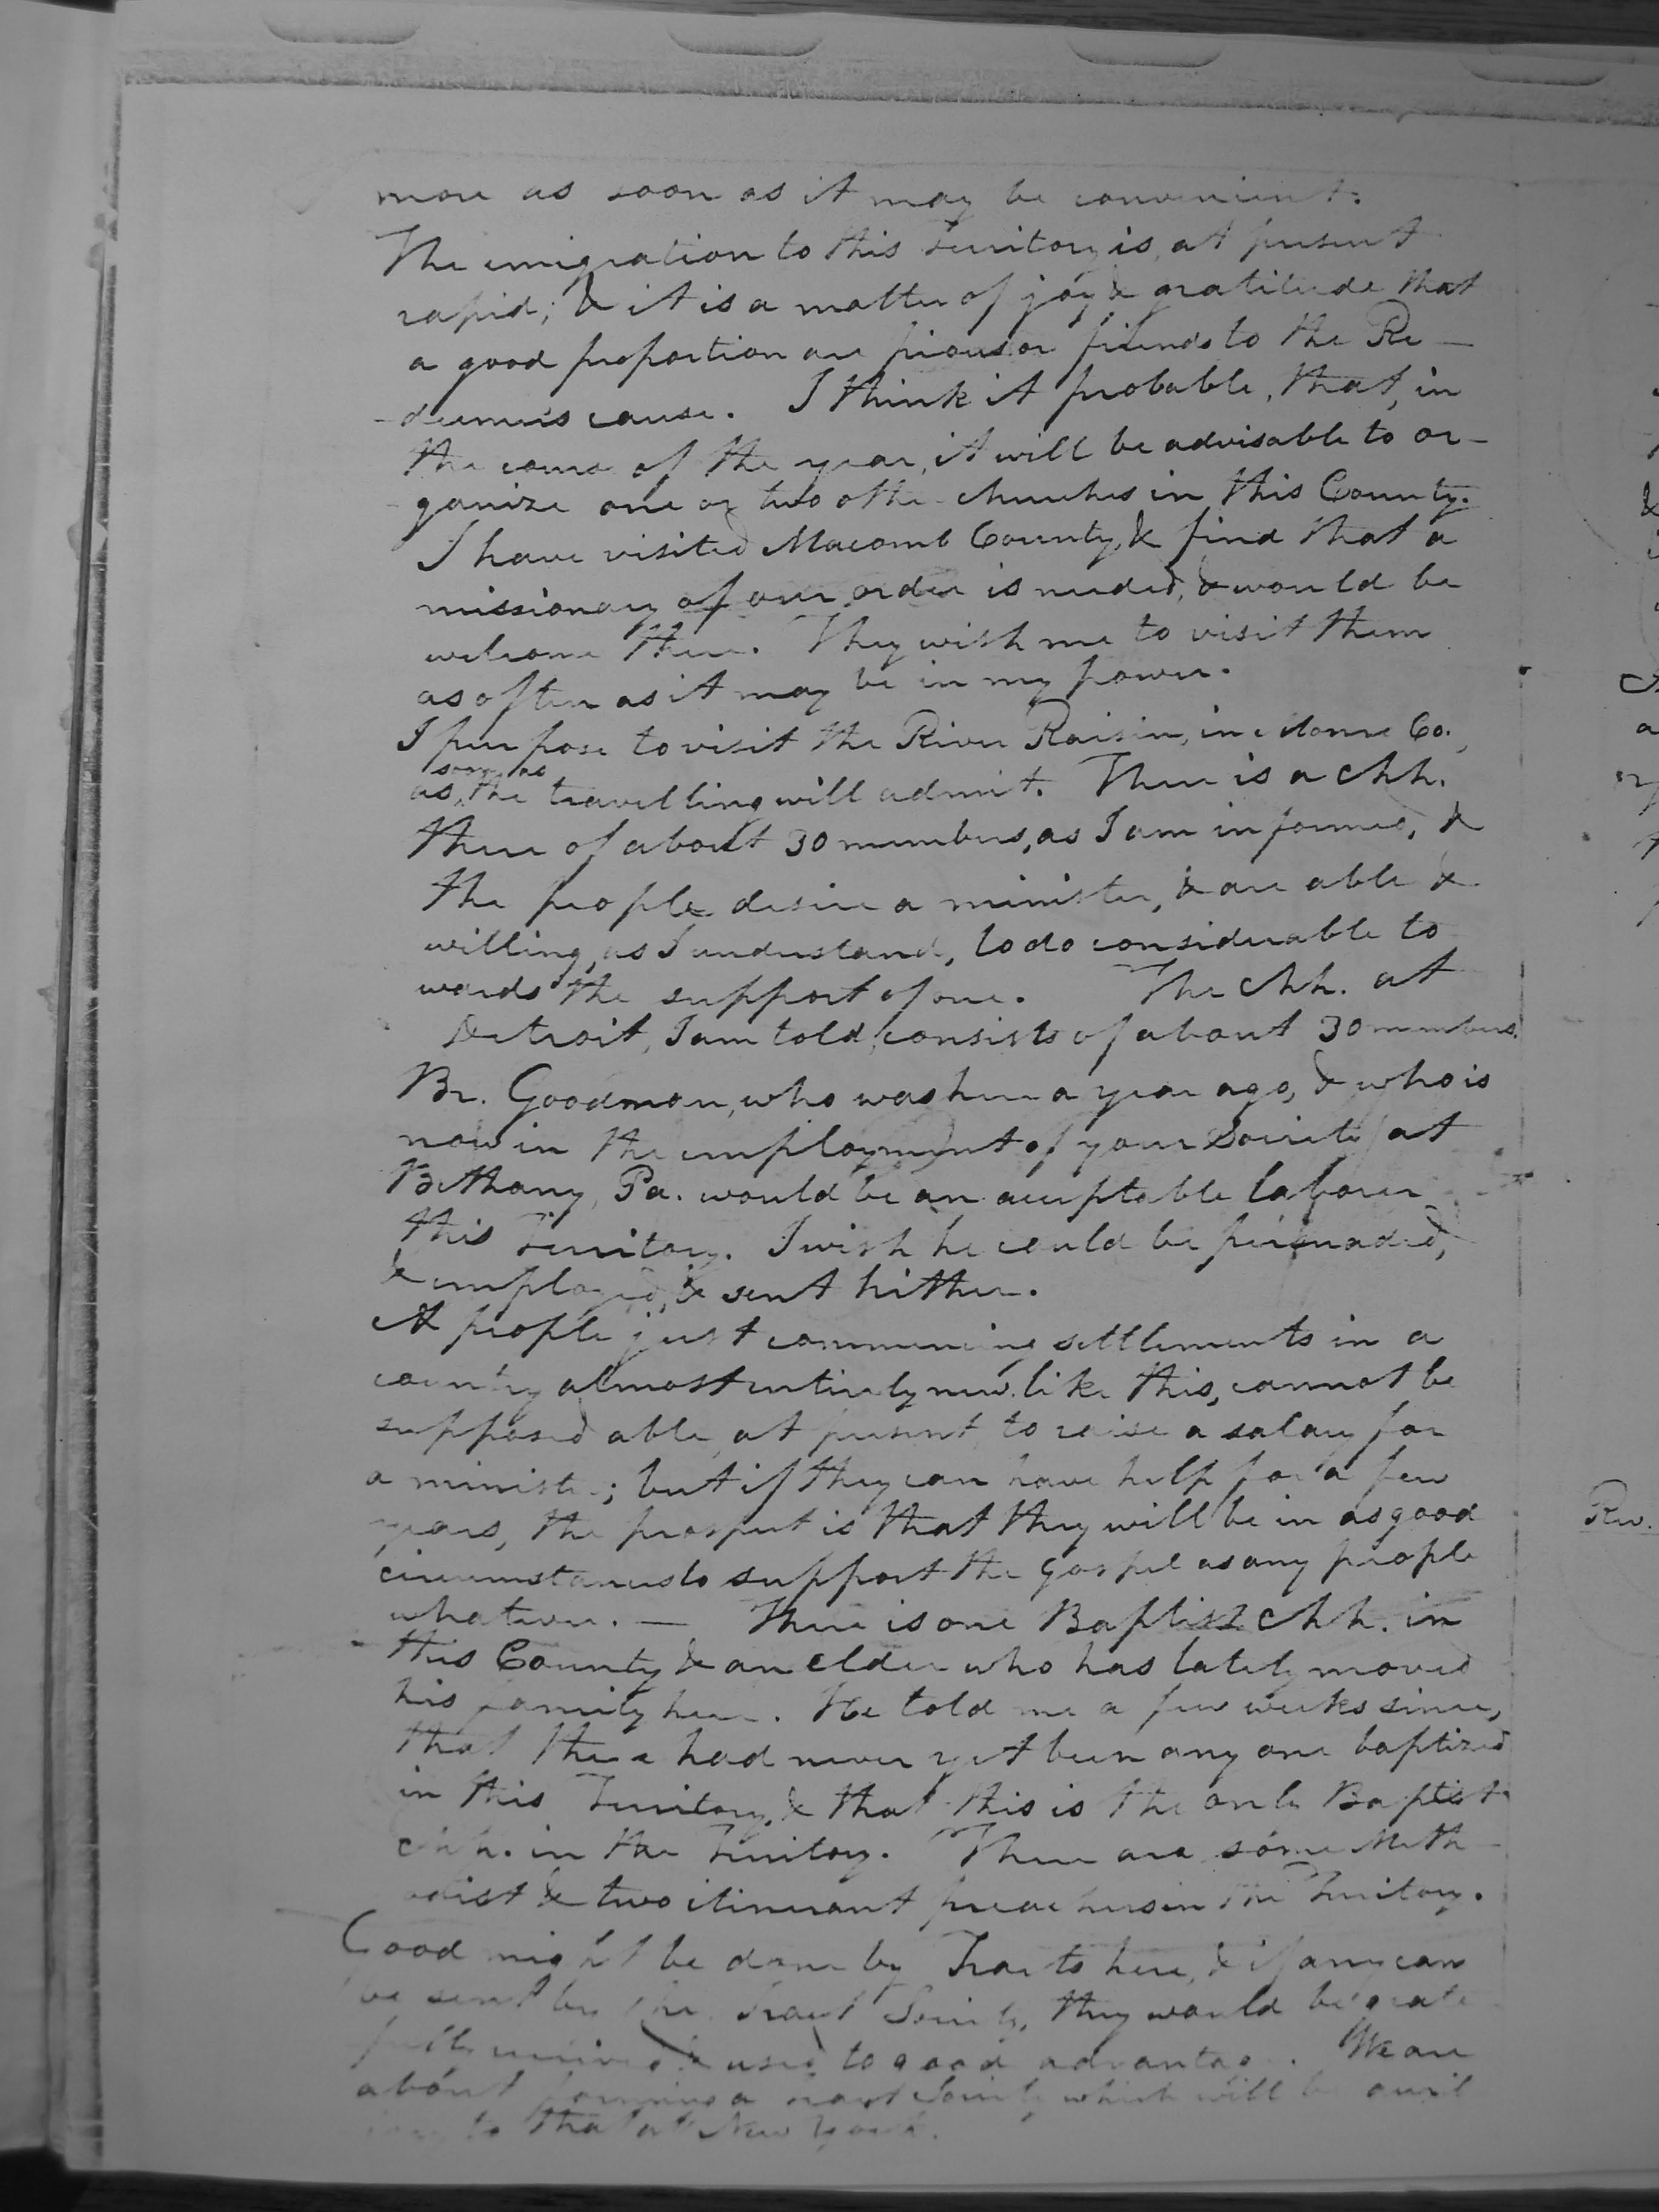 more as soon as it may be convenient.
The emigration to this Territory is, at present
rapid; & it is a matter of joy & gratitude that
a good proportion are pious or friends to the Re-
-deemer's cause. I think it probable, that, in
the course of the year, it will be advisable to or-
-ganize one or two other churches in this County.
I have visited Macomb County, & find that a
missionary of our order is needed, & would be
welcome there. They wish me to visit them
as often as it may be in my power.
I purpose to visit the River Raisin, in Monroe Co.,
soon as
as the travelling will admit. There is a chh.
there of about 30 members, as I am informed, &
the people desire a minister, & are able &
willing, as I understand, to do considerable to
wards the support of one. The chh. at
Detroit, I am told, consists of about 30 members.
Br. Goodman, who was here a year ago, & who is
now in the employment of your Society at
Bethany, Pa. would be an acceptable laborer
this Territory. I wish he could be persuaded,
& employed, & sent hither.
A people just commencing settlements in a
country almost entirely new like this, cannot be
supposed able, at present, to raise a salary for
a minister; but if they can have help for a few
years, the prospect is that they will be in as good
circumstances to support the gospel as any people
whatever. — There is one Baptist chh. in
this County & an elder who has lately moved
his family here. He told me a few weeks since,
that there had never yet been any one baptized
in this Territory, & that this is the only Baptist
chh. in the Territory. There are some Meth
odist & two itinerant preachers in the Territory.
Good might be done by Tracts here, & if any can
be sent by the Tract Society, they would be grate
fully received & used to good advantage. We are
about forming a Tract Society which will be auxil
iary to that at New York.
Rev.